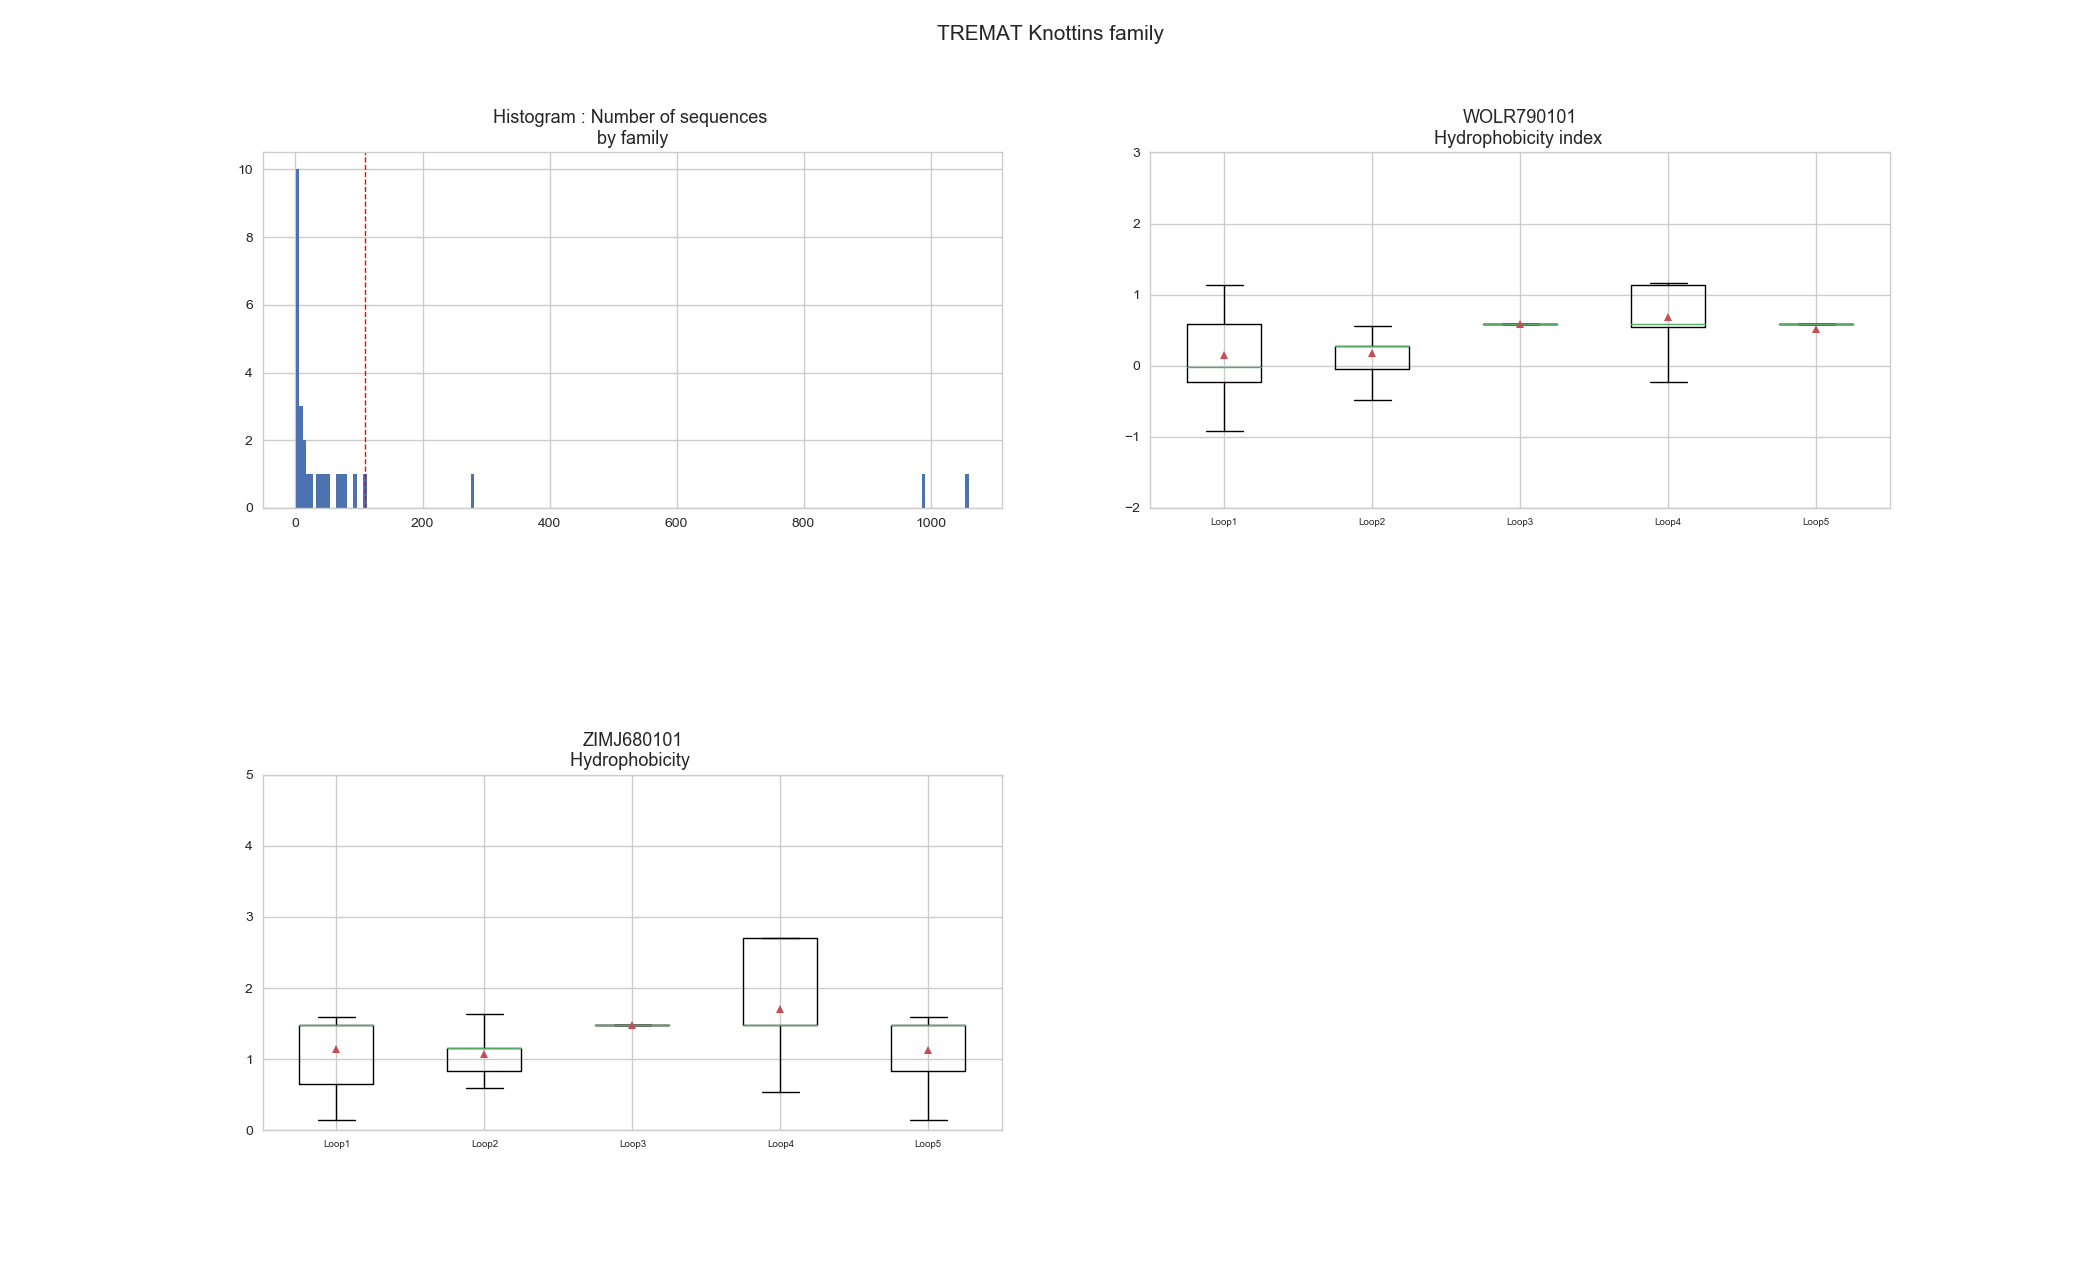 TREMAT Knottins family
Histogram : Number of sequences
by family
10
8
6
4
2
0
0 200 400 600 800 1000
WOLR790101
Hydrophobicity index
3
2
1
0
−1
−2
Loop1 Loop2 Loop3 Loop4 Loop5
ZIMJ680101
Hydrophobicity
5
4
3
2
1
0
Loop1 Loop2 Loop3 Loop4 Loop5